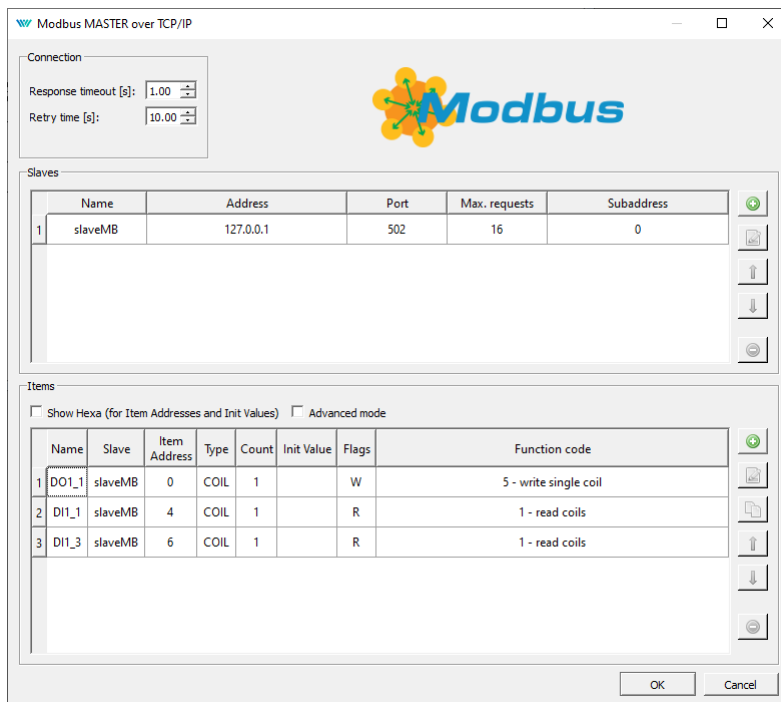 Modbus MASTER over TCP/IP
Connection
Response timeout [s]: 1.00
Retry time [s]: 10.00
Modbus
Slaves
Name Address Port Max. requests Subaddress
1 slaveMB 127.0.0.1 502 16 0
Items
Show Hexa (for Item Addresses and Init Values) Advanced mode
Name Slave Item Address Type Count Init Value Flags Function code
1 DO1_1 slaveMB 0 COIL 1 W 5 - write single coil
2 DI1_1 slaveMB 4 COIL 1 R 1 - read coils
3 DI1_3 slaveMB 6 COIL 1 R 1 - read coils
OK Cancel